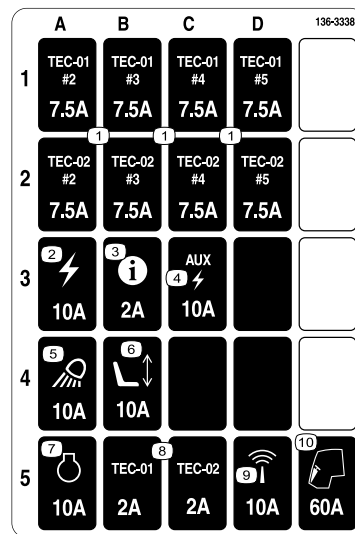 A B C D 136-3338
1
TEC-01 TEC-01 TEC-01 TEC-01
#2 #3 #4 #5
7.5A 7.5A 7.5A 7.5A
1 1 1
2
TEC-02 TEC-02 TEC-02 TEC-02
#2 #3 #4 #5
7.5A 7.5A 7.5A 7.5A
3
2 3 AUX
i 4
10A 2A 10A
4
5 6
10A 10A
5
7 8 9 10
TEC-01 TEC-02
10A 2A 2A 10A 60A